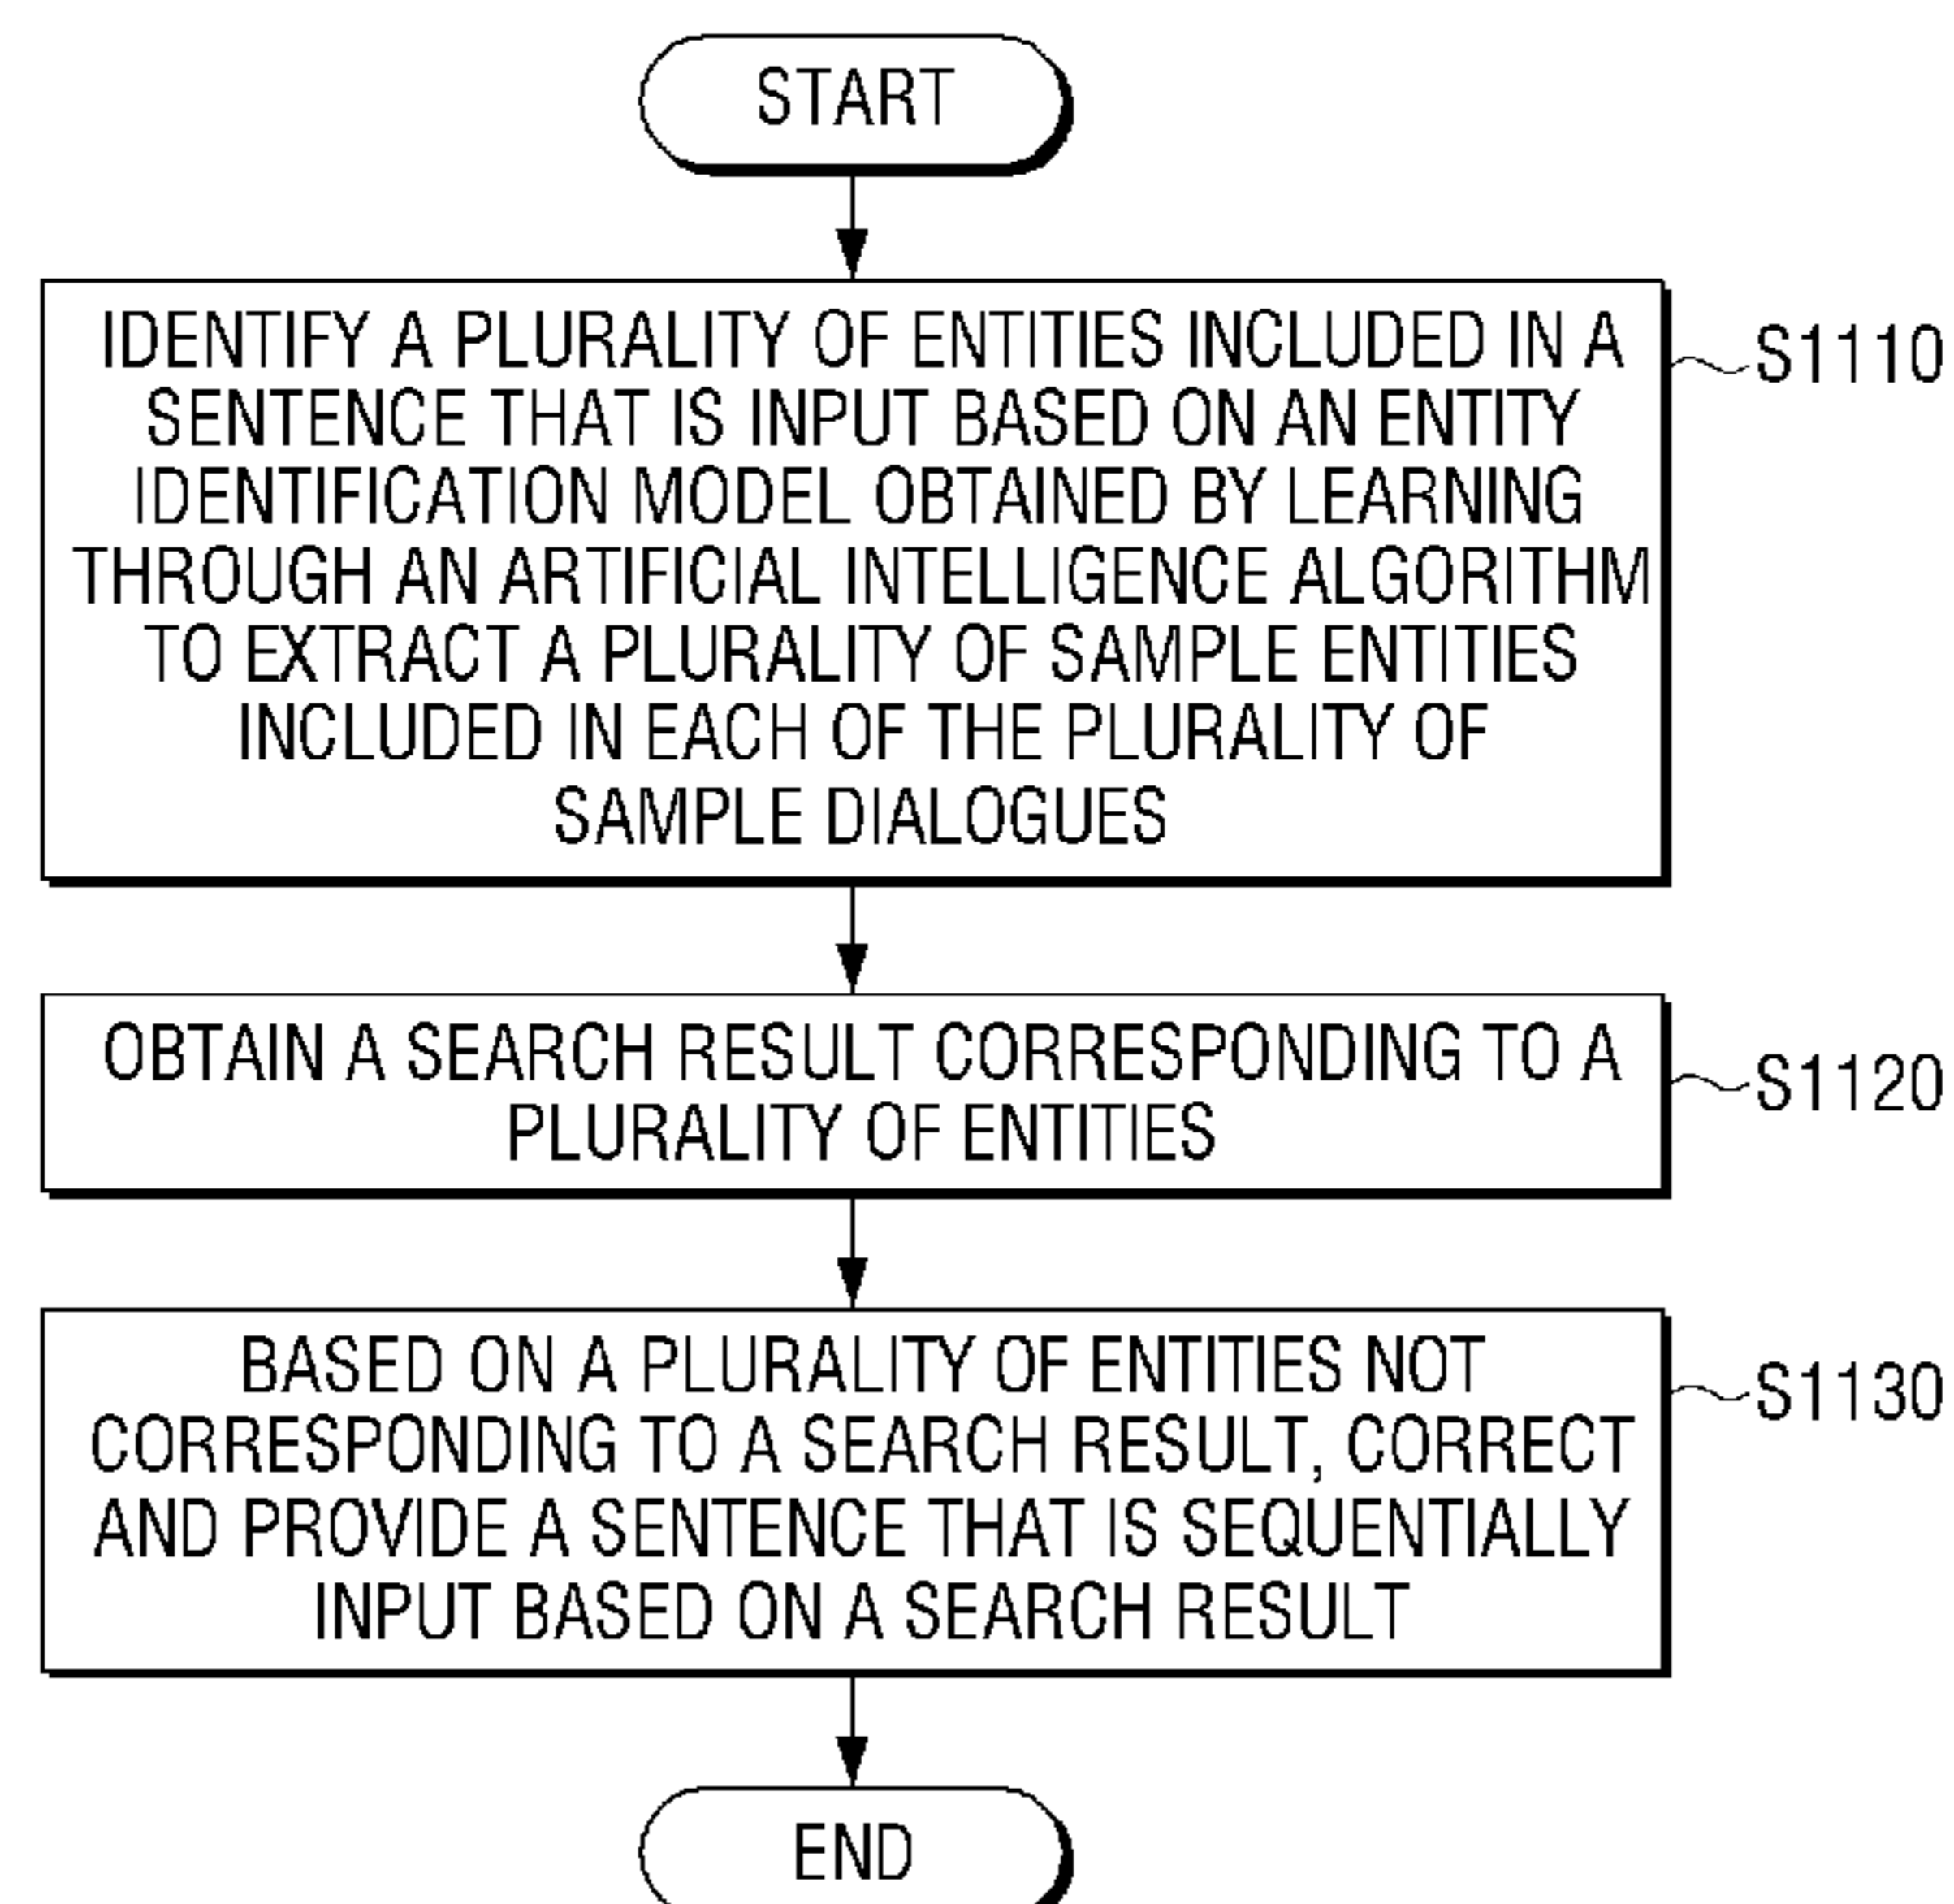 START
IDENTIFY A PLURALITY OF ENTITIES INCLUDED IN A
SENTENCE THAT IS INPUT BASED ON AN ENTITY
IDENTIFICATION MODEL OBTAINED BY LEARNING
THROUGH AN ARTIFICIAL INTELLIGENCE ALGORITHM
TO EXTRACT A PLURALITY OF SAMPLE ENTITIES
INCLUDED IN EACH OF THE PLURALITY OF
SAMPLE DIALOGUES
S1110
OBTAIN A SEARCH RESULT CORRESPONDING TO A
PLURALITY OF ENTITIES
S1120
BASED ON A PLURALITY OF ENTITIES NOT
CORRESPONDING TO A SEARCH RESULT, CORRECT
AND PROVIDE A SENTENCE THAT IS SEQUENTIALLY
INPUT BASED ON A SEARCH RESULT
S1130
END